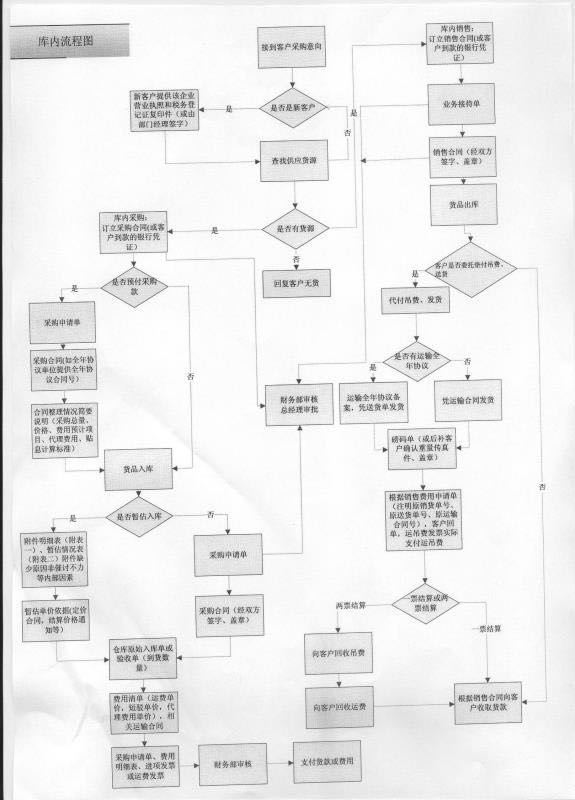 库内流程图
接到客户采购意向
库内销售：
订立销售合同(或客
户到款的银行凭
证)
新客户提供该企业
营业执照和税务登
记证复印件（或由
部门经理签字）
是
是否是新客户
否
是
业务接待单
查找供应货源
销售合同（经双方
签字、盖章）
货品出库
库内采购：
订立采购合同(或客
户到款的银行凭
证)
是
是否有货源
否
回复客户无货
客户是否委托垫付吊费、
送货
是
否
代付吊费、发货
是否预付采购
款
是
否
采购申请单
采购合同(如全年协
议单位提供全年协
议合同号)
合同整理情况简要
说明（采购总量、
价格、费用预计项
目、代理费用、贴
息计算标准）
是否有运输全
年协议
是
否
运输全年协议备
案，凭送货单发货
凭运输合同发货
财务部审核
总经理审批
磅码单（或后补客
户确认重量传真
件、盖章）
货品入库
是否暂估入库
是
否
根据销售费用申请单
（注明原销货单号、
原送货单号、原运输
合同号），客户回
单，运吊费发票实际
支付运吊费
附件明细表（附表
一）、暂估情况表
（附表二）附件缺
少原因非催讨不力
等内部因素
采购申请单
暂估单价依据(定价
合同，结算价格通
知等)
采购合同（经双方
签字、盖章）
一票结算或两
票结算
两票结算
一票结算
仓库原始入库单或
验收单（到货数
量）
向客户回收吊费
费用清单（运费单
价，短驳单价，代
理费用单价），相
关运输合同
向客户回收运费
根据销售合同向客
户收取货款
采购申请单、费用
明细表、进项发票
或运费发票
财务部审核
支付货款或费用